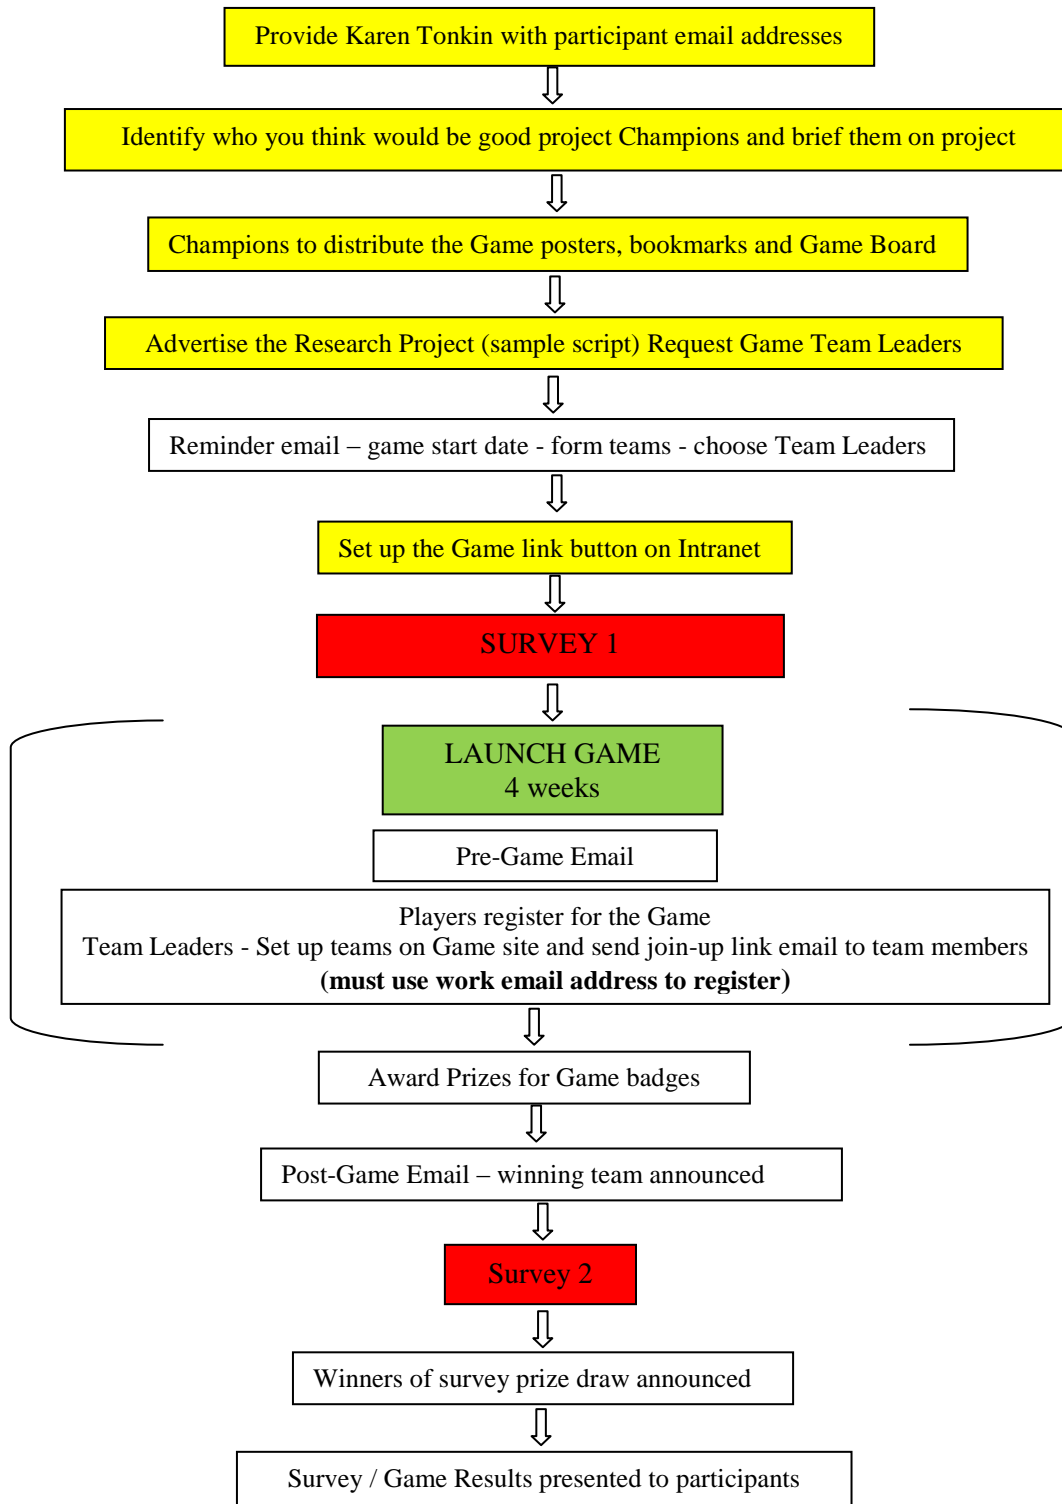 Provide Karen Tonkin with participant email addresses
Identify who you think would be good project Champions and brief them on project
Champions to distribute the Game posters, bookmarks and Game Board
Advertise the Research Project (sample script) Request Game Team Leaders
Reminder email – game start date - form teams - choose Team Leaders
Set up the Game link button on Intranet
SURVEY 1
LAUNCH GAME
4 weeks
Pre-Game Email
Players register for the Game
Team Leaders - Set up teams on Game site and send join-up link email to team members
(must use work email address to register)
Award Prizes for Game badges
Post-Game Email – winning team announced
Survey 2
Winners of survey prize draw announced
Survey / Game Results presented to participants